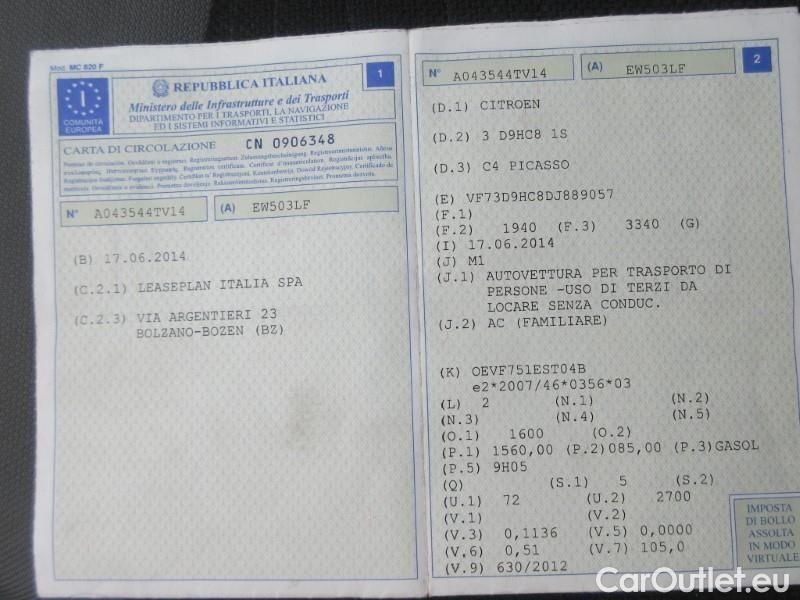 Mod. MC 820 F
1
REPUBBLICA ITALIANA
Ministero delle Infrastrutture e dei Trasporti
DIPARTIMENTO PER I TRASPORTI, LA NAVIGAZIONE
ED I SISTEMI INFORMATIVI E STATISTICI
I
COMUNITÀ
EUROPEA
CARTA DI CIRCOLAZIONE CN 0906348
N° A043544TV14 (A) EW503LF
(B) 17.06.2014
(C.2.1) LEASEPLAN ITALIA SPA
(C.2.3) VIA ARGENTIERI 23
BOLZANO-BOZEN (BZ)
2
N° A043544TV14 (A) EW503LF
(D.1) CITROEN
(D.2) 3 D9HC8 1S
(D.3) C4 PICASSO
(E) VF73D9HC8DJ889057
(F.1)
(F.2) 1940 (F.3) 3340 (G)
(I) 17.06.2014
(J) M1
(J.1) AUTOVETTURA PER TRASPORTO DI
PERSONE -USO DI TERZI DA
LOCARE SENZA CONDUC.
(J.2) AC (FAMILIARE)
(K) OEVF751EST04B
e2*2007/46*0356*03
(L) 2 (N.1) (N.2)
(N.3) (N.4) (N.5)
(O.1) 1600 (O.2)
(P.1) 1560,00 (P.2)085,00 (P.3)GASOL
(P.5) 9H05
(Q) (S.1) 5 (S.2)
(U.1) 72 (U.2) 2700
(V.1) (V.2)
(V.3) 0,1136 (V.5) 0,0000
(V.6) 0,51 (V.7) 105,0
(V.9) 630/2012
IMPOSTA
DI BOLLO
ASSOLTA
IN MODO
VIRTUALE
CarOutlet.eu